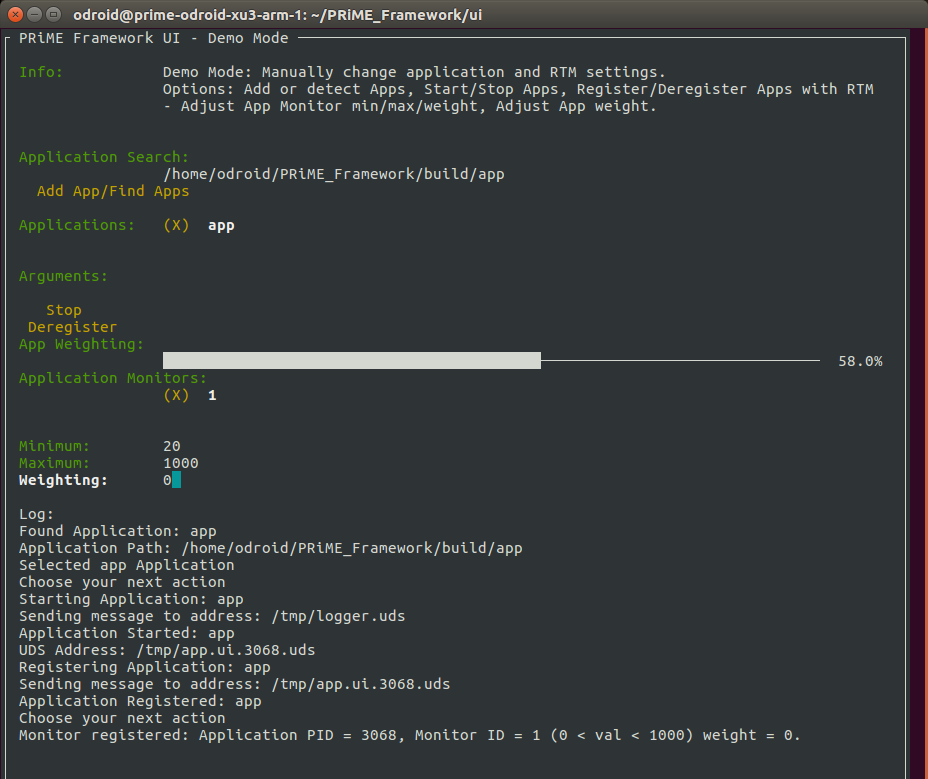 odroid@prime-odroid-xu3-arm-1: ~/PRiME_Framework/ui
PRiME Framework UI - Demo Mode
Info: Demo Mode: Manually change application and RTM settings.
Options: Add or detect Apps, Start/Stop Apps, Register/Deregister Apps with RTM
- Adjust App Monitor min/max/weight, Adjust App weight.
Application Search:
/home/odroid/PRiME_Framework/build/app
Add App/Find Apps
Applications: (X) app
Arguments:
Stop
Deregister
App Weighting:
58.0%
Application Monitors:
(X) 1
Minimum: 20
Maximum: 1000
Weighting: 0
Log:
Found Application: app
Application Path: /home/odroid/PRiME_Framework/build/app
Selected app Application
Choose your next action
Starting Application: app
Sending message to address: /tmp/logger.uds
Application Started: app
UDS Address: /tmp/app.ui.3068.uds
Registering Application: app
Sending message to address: /tmp/app.ui.3068.uds
Application Registered: app
Choose your next action
Monitor registered: Application PID = 3068, Monitor ID = 1 (0 < val < 1000) weight = 0.